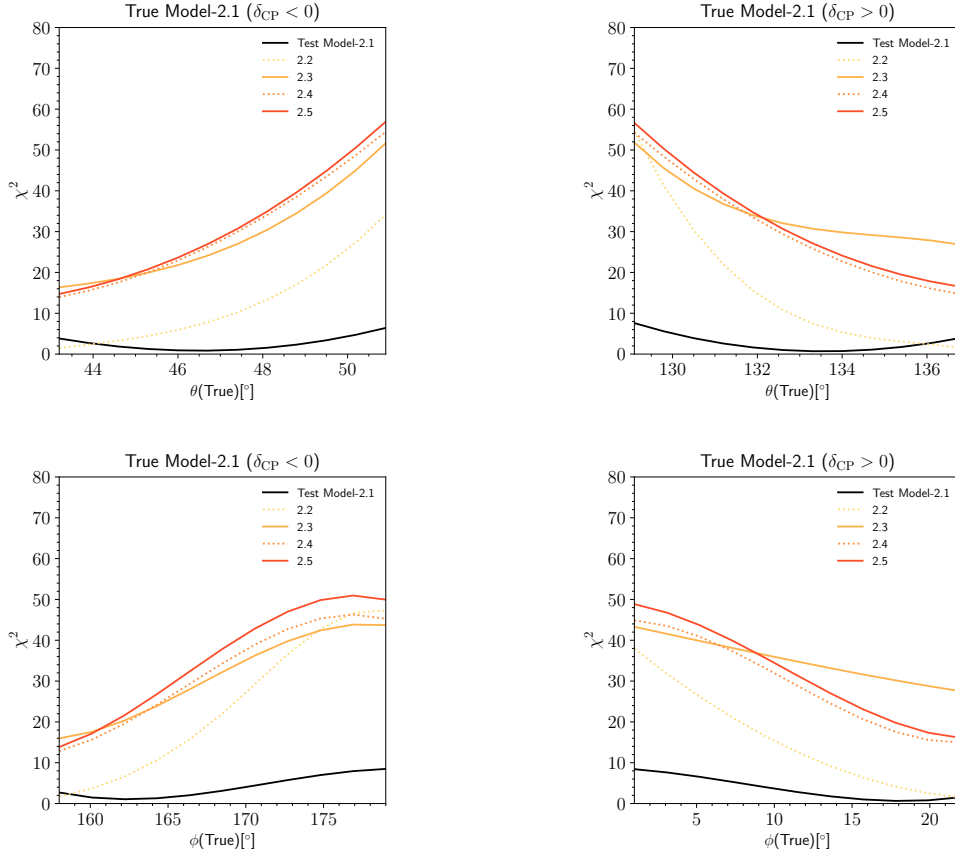 True Model-2.1 (δCP < 0)
80
70
60
50
40
30
20
10
0
χ²
Test Model-2.1
2.2
2.3
2.4
2.5
44 46 48 50
θ(True)[°]
True Model-2.1 (δCP > 0)
80
70
60
50
40
30
20
10
0
χ²
Test Model-2.1
2.2
2.3
2.4
2.5
130 132 134 136
θ(True)[°]
True Model-2.1 (δCP < 0)
80
70
60
50
40
30
20
10
0
χ²
Test Model-2.1
2.2
2.3
2.4
2.5
160 165 170 175
ϕ(True)[°]
True Model-2.1 (δCP > 0)
80
70
60
50
40
30
20
10
0
χ²
Test Model-2.1
2.2
2.3
2.4
2.5
5 10 15 20
ϕ(True)[°]